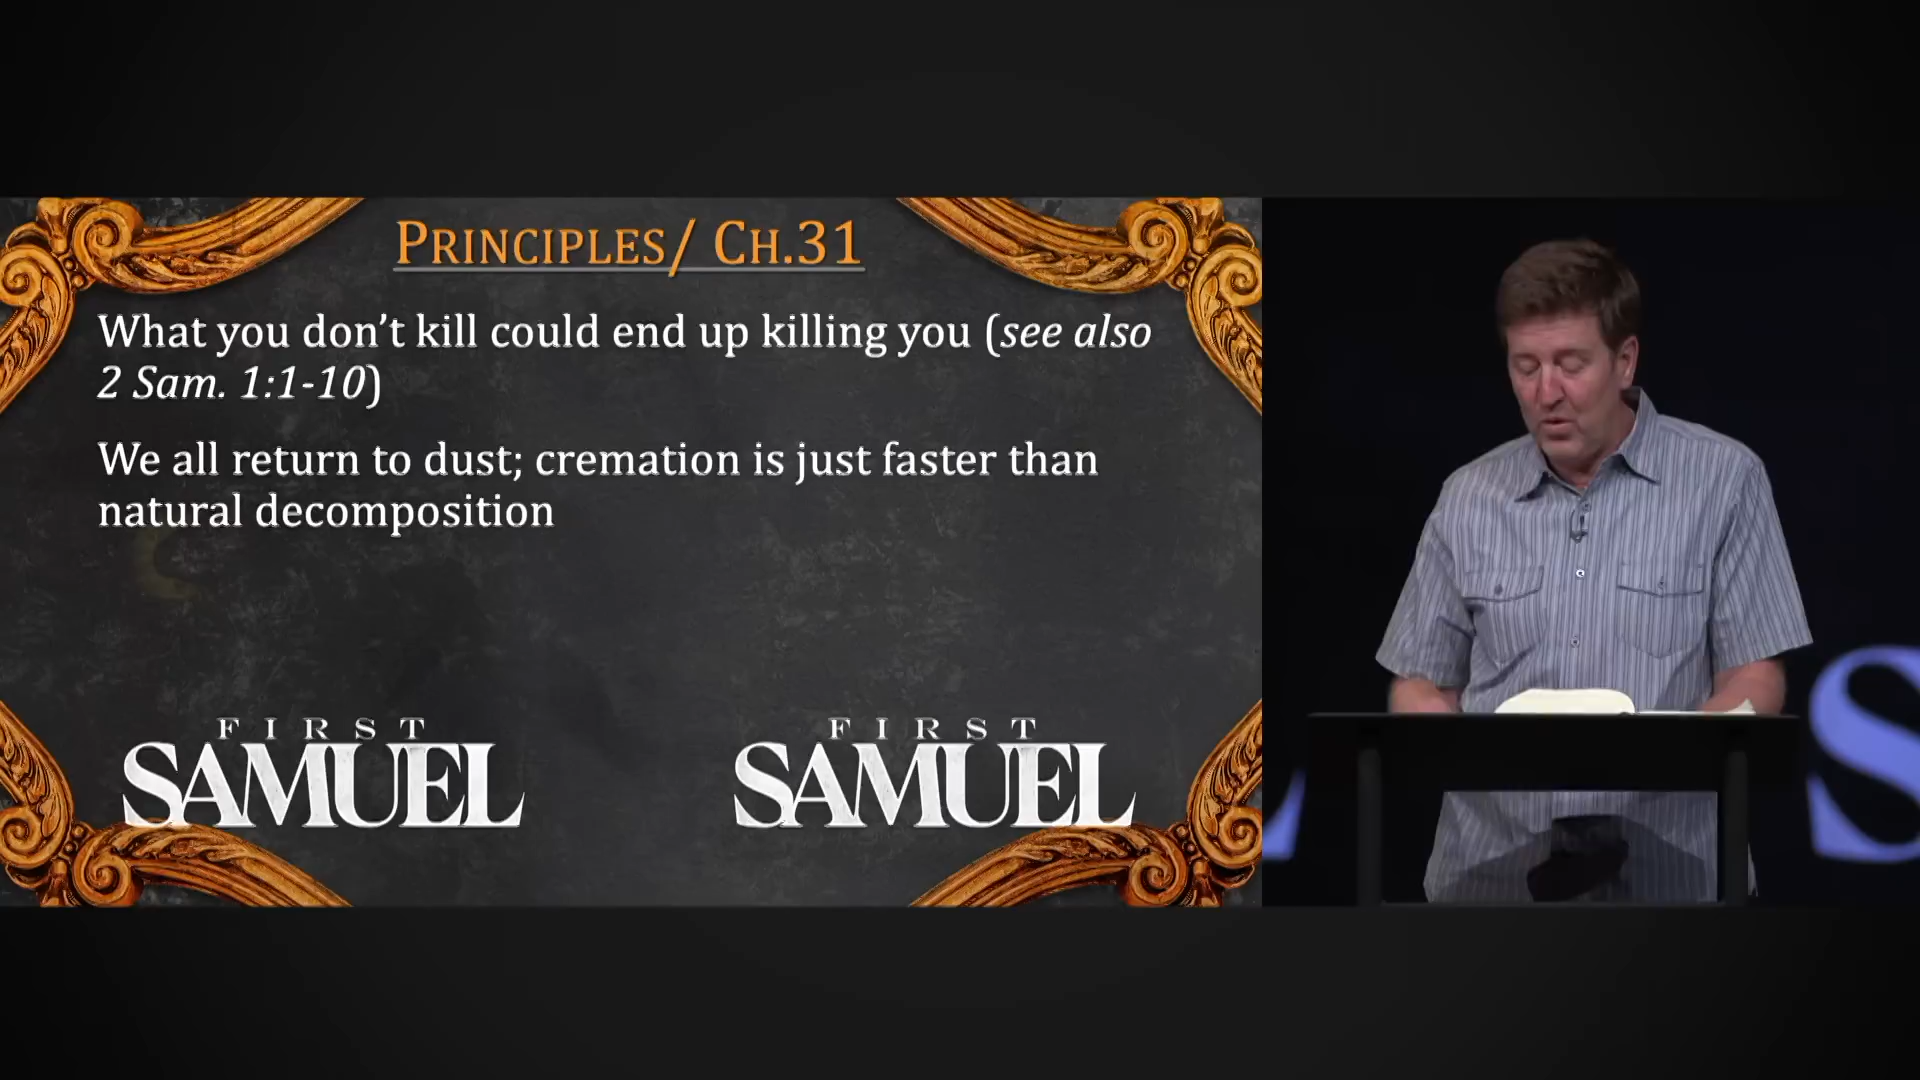 PRINCIPLES/ CH.31
What you don't kill could end up killing you (see also
2 Sam. 1:1-10)
We all return to dust; cremation is just faster than
natural decomposition
FIRST
SAMUEL
FIRST
SAMUEL
S